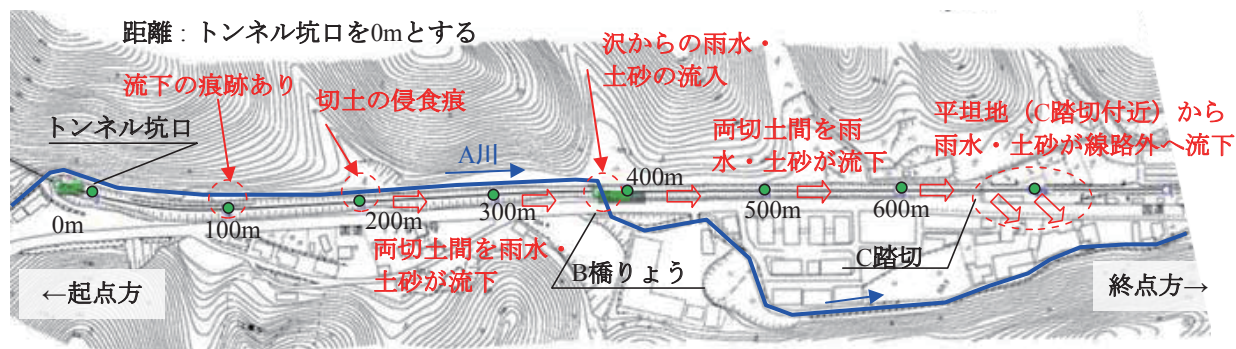 距離：トンネル坑口を0mとする
流下の痕跡あり
切土の侵食痕
沢からの雨水・
土砂の流入
両切土間を雨
水・土砂が流下
平坦地（C踏切付近）から
雨水・土砂が線路外へ流下
トンネル坑口
A川
0m
100m
200m
300m
400m
500m
600m
両切土間を雨水・
土砂が流下
B橋りょう
C踏切
←起点方
終点方→